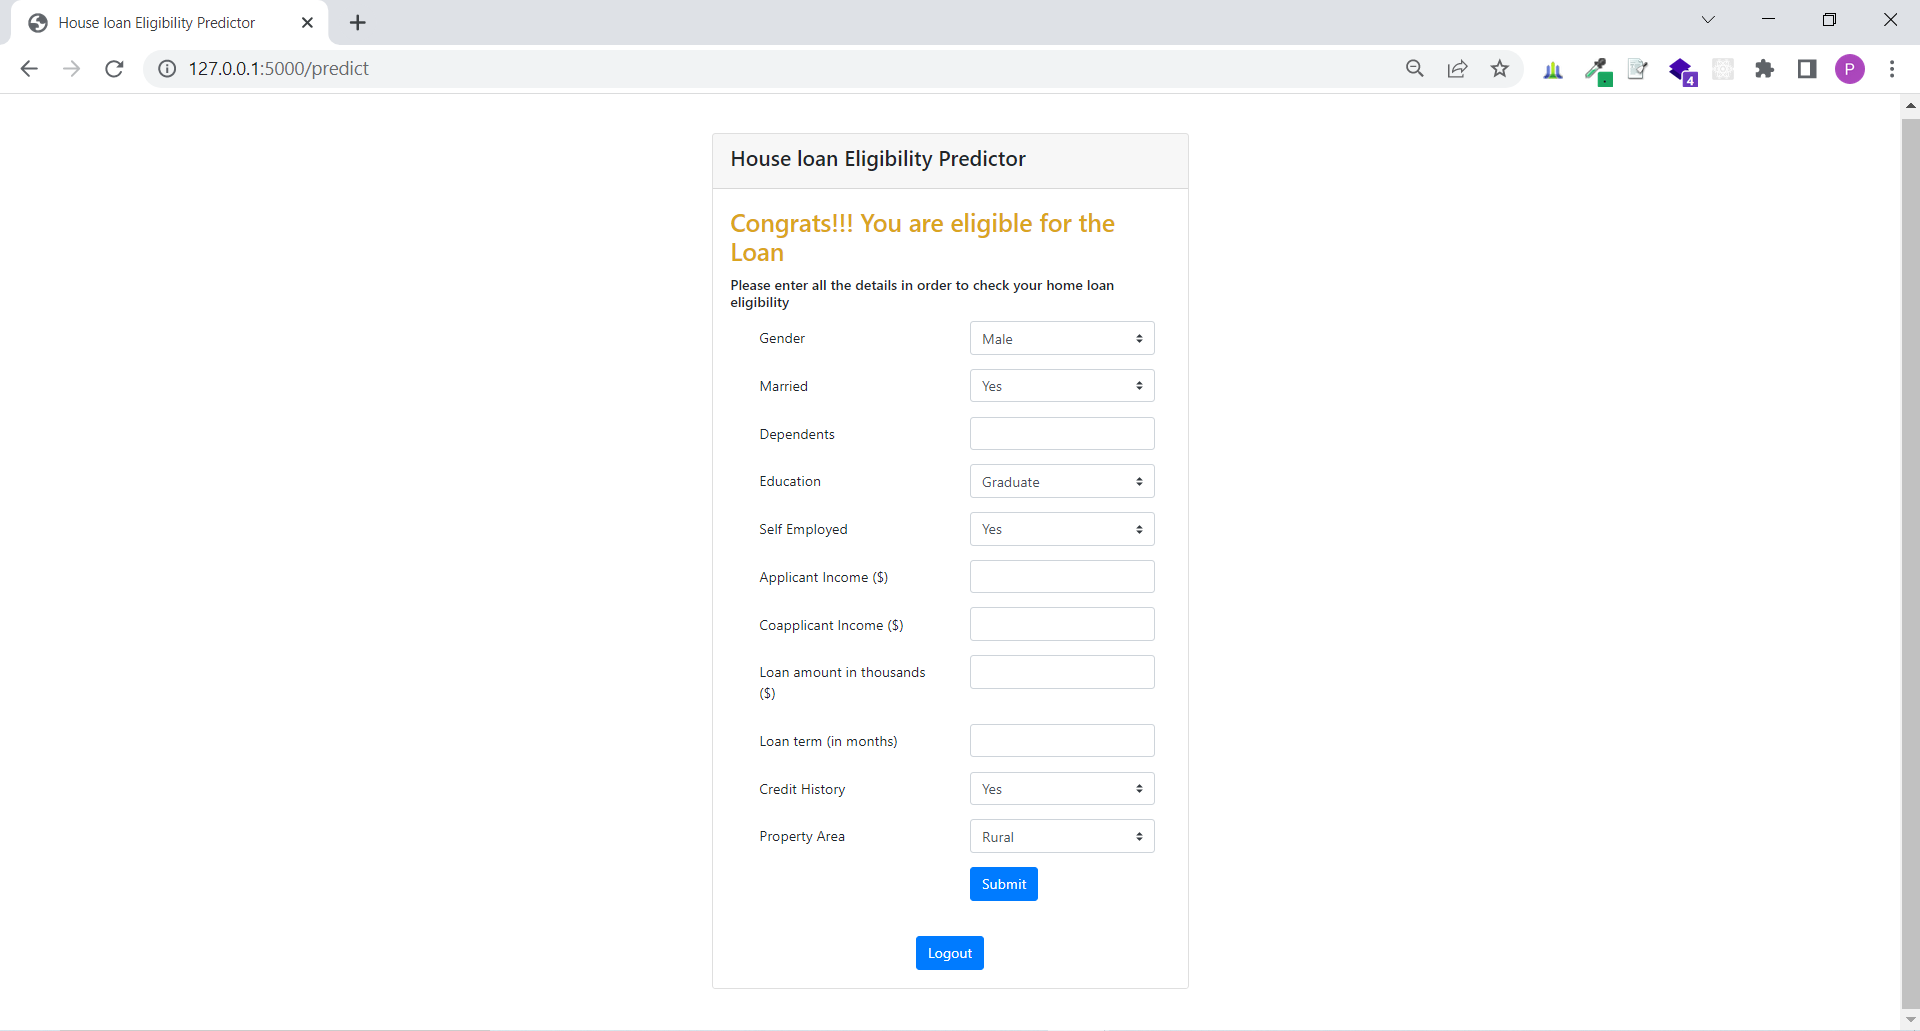 House loan Eligibility Predictor
127.0.0.1:5000/predict
4
P
House loan Eligibility Predictor
Congrats!!! You are eligible for the
Loan
Please enter all the details in order to check your home loan
eligibility
Gender Male
Married Yes
Dependents
Education Graduate
Self Employed Yes
Applicant Income ($)
Coapplicant Income ($)
Loan amount in thousands
($)
Loan term (in months)
Credit History Yes
Property Area Rural
Submit
Logout